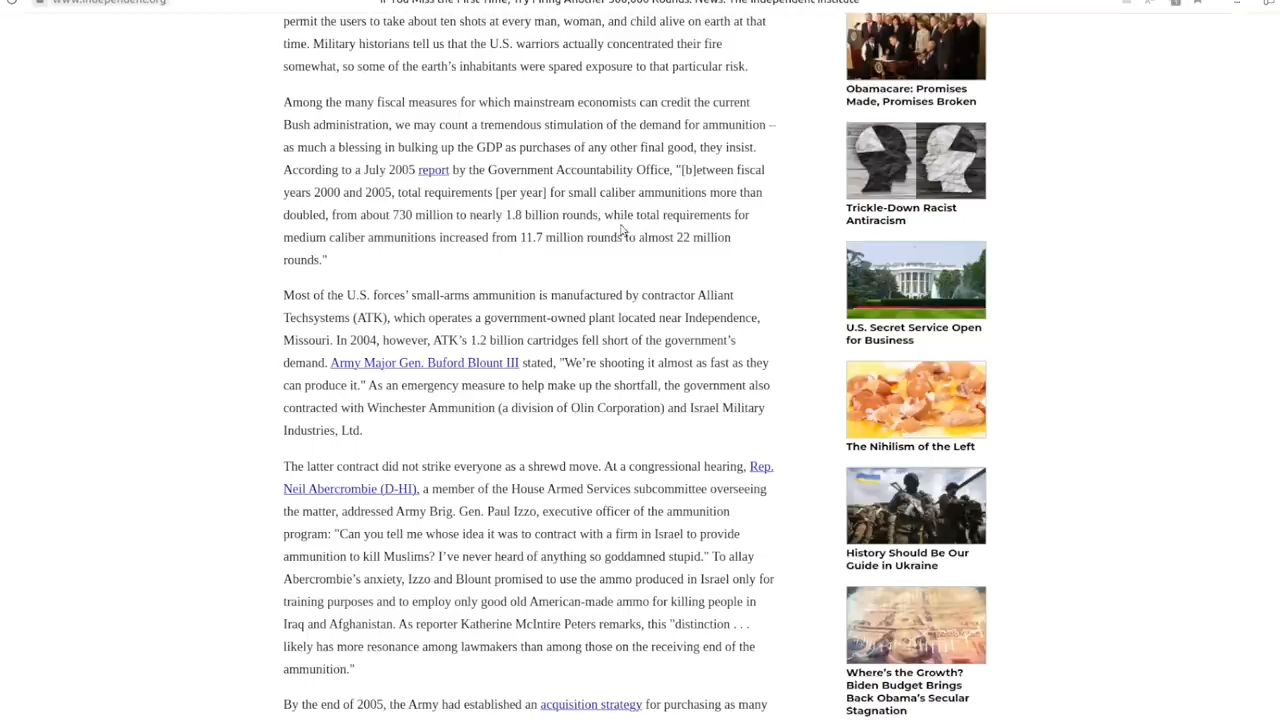 www.independent.org
If You Miss the First Time, Try Firing Another 300,000 Rounds: News: The Independent Institute
permit the users to take about ten shots at every man, woman, and child alive on earth at that
time. Military historians tell us that the U.S. warriors actually concentrated their fire
somewhat, so some of the earth's inhabitants were spared exposure to that particular risk.
Among the many fiscal measures for which mainstream economists can credit the current
Bush administration, we may count a tremendous stimulation of the demand for ammunition –
as much a blessing in bulking up the GDP as purchases of any other final good, they insist.
According to a July 2005 report by the Government Accountability Office, "[b]etween fiscal
years 2000 and 2005, total requirements [per year] for small caliber ammunitions more than
doubled, from about 730 million to nearly 1.8 billion rounds, while total requirements for
medium caliber ammunitions increased from 11.7 million rounds to almost 22 million
rounds."
Most of the U.S. forces' small-arms ammunition is manufactured by contractor Alliant
Techsystems (ATK), which operates a government-owned plant located near Independence,
Missouri. In 2004, however, ATK's 1.2 billion cartridges fell short of the government's
demand. Army Major Gen. Buford Blount III stated, "We're shooting it almost as fast as they
can produce it." As an emergency measure to help make up the shortfall, the government also
contracted with Winchester Ammunition (a division of Olin Corporation) and Israel Military
Industries, Ltd.
The latter contract did not strike everyone as a shrewd move. At a congressional hearing, Rep.
Neil Abercrombie (D-HI), a member of the House Armed Services subcommittee overseeing
the matter, addressed Army Brig. Gen. Paul Izzo, executive officer of the ammunition
program: "Can you tell me whose idea it was to contract with a firm in Israel to provide
ammunition to kill Muslims? I've never heard of anything so goddamned stupid." To allay
Abercrombie's anxiety, Izzo and Blount promised to use the ammo produced in Israel only for
training purposes and to employ only good old American-made ammo for killing people in
Iraq and Afghanistan. As reporter Katherine McIntire Peters remarks, this "distinction . . .
likely has more resonance among lawmakers than among those on the receiving end of the
ammunition."
By the end of 2005, the Army had established an acquisition strategy for purchasing as many
Obamacare: Promises
Made, Promises Broken
Trickle-Down Racist
Antiracism
U.S. Secret Service Open
for Business
The Nihilism of the Left
History Should Be Our
Guide in Ukraine
Where's the Growth?
Biden Budget Brings
Back Obama's Secular
Stagnation